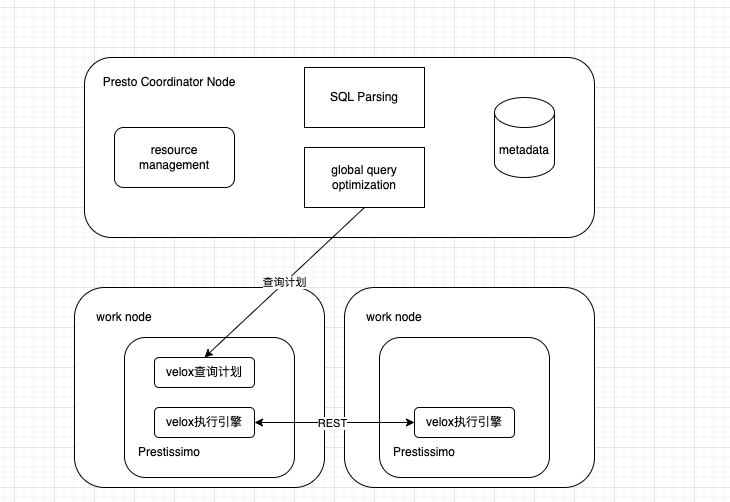 Presto Coordinator Node
SQL Parsing
resource
management
metadata
global query
optimization
查询计划
work node
work node
velox查询计划
velox执行引擎
REST
velox执行引擎
Prestissimo
Prestissimo